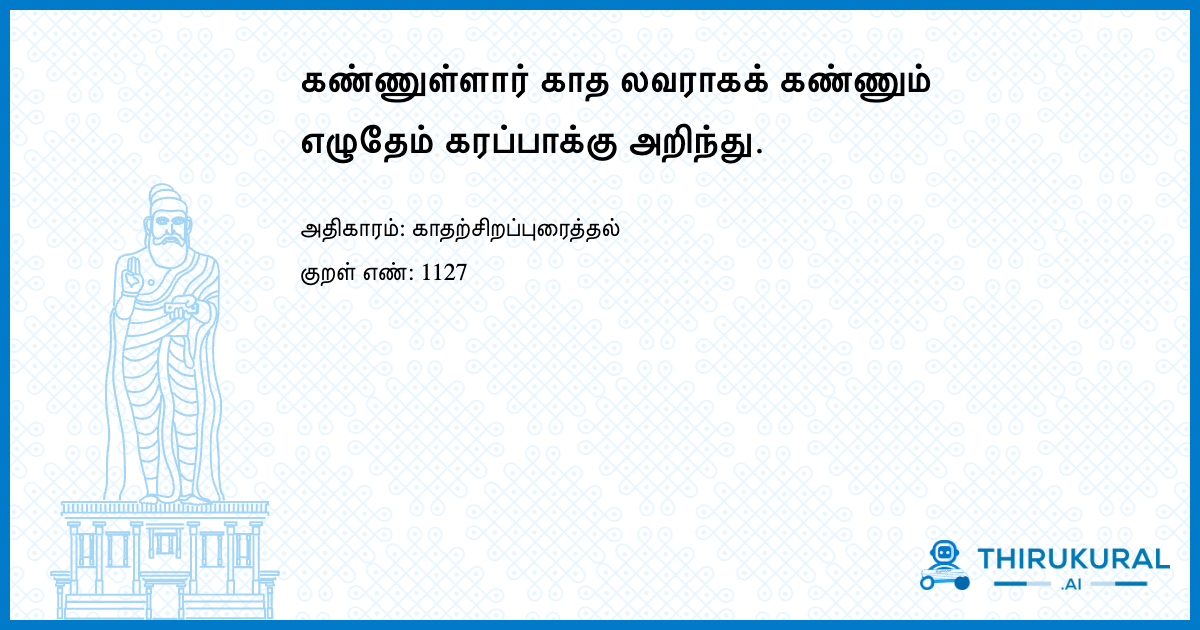 கண்ணுள்ளார் காத லவராகக் கண்ணும்
எழுதேம் கரப்பாக்கு அறிந்து.
அதிகாரம்: காதற்சிறப்புரைத்தல்
குறள் எண்: 1127
THIRUKURAL
.AI